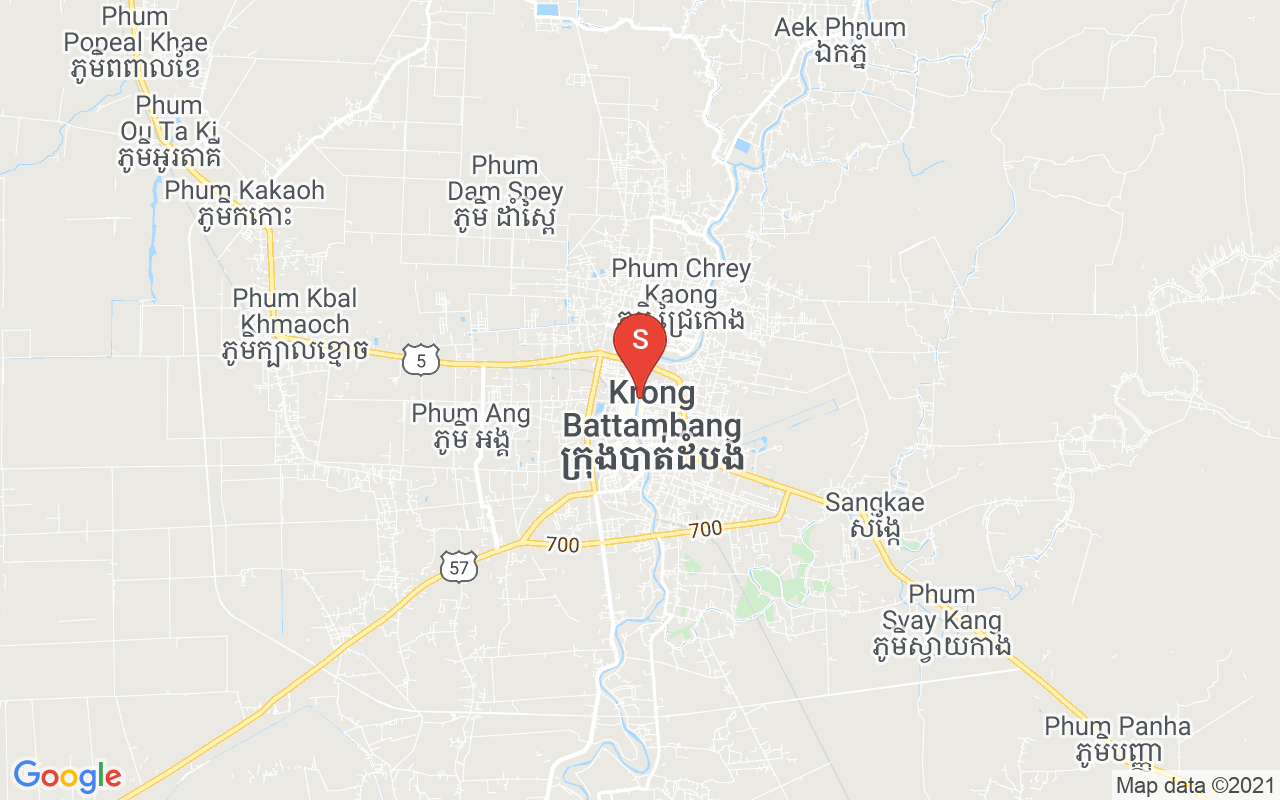 Phum
Popeal Khae
ភូមិពពាលខែ
Aek Phnum
ឯកភ្នំ
Phum
Ou Ta Ki
ភូមិអូរតាគី
Phum
Dam Spey
ភូមិ ដាំស្ពៃ
Phum Kakaoh
ភូមិកកោះ
Phum Chrey
Kaong
ភូមិជ្រៃកោង
Phum Kbal
Khmaoch
ភូមិក្បាលខ្មោច
S
5
Krong
Battambang
ក្រុងបាត់ដំបង
Phum Ang
ភូមិ អង្គ
Sangkae
សង្កែ
700
700
57
Phum
Svay Kang
ភូមិស្វាយកាង
Phum Panha
ភូមិបញ្ញា
Google
Map data ©2021